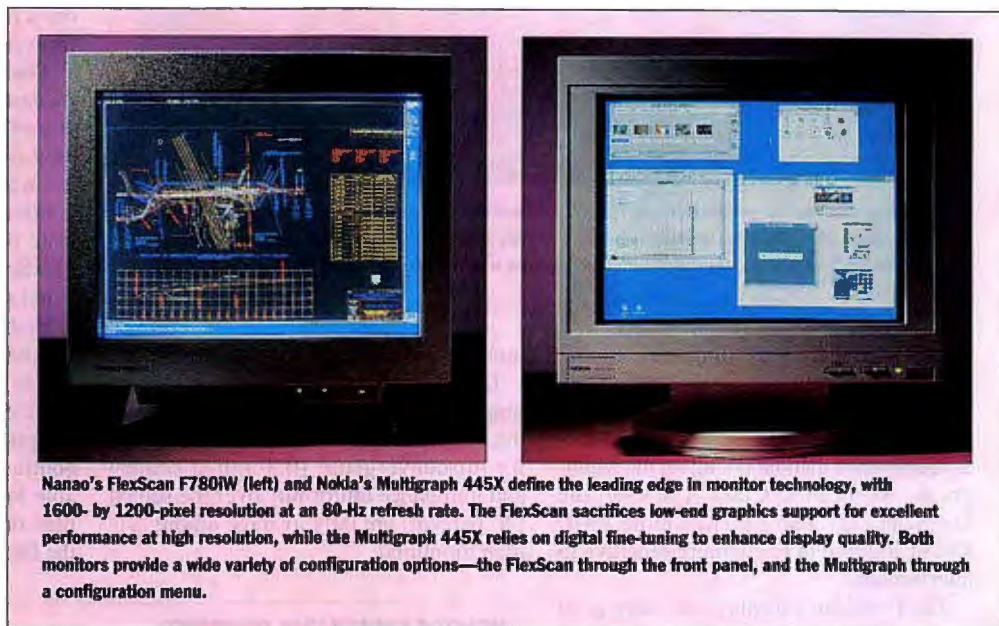 Nanao's FlexScan F780iW (left) and Nokia's Multigraph 445X define the leading edge in monitor technology, with
1600- by 1200-pixel resolution at an 80-Hz refresh rate. The FlexScan sacrifices low-end graphics support for excellent
performance at high resolution, while the Multigraph 445X relies on digital fine-tuning to enhance display quality. Both
monitors provide a wide variety of configuration options—the FlexScan through the front panel, and the Multigraph through
a configuration menu.